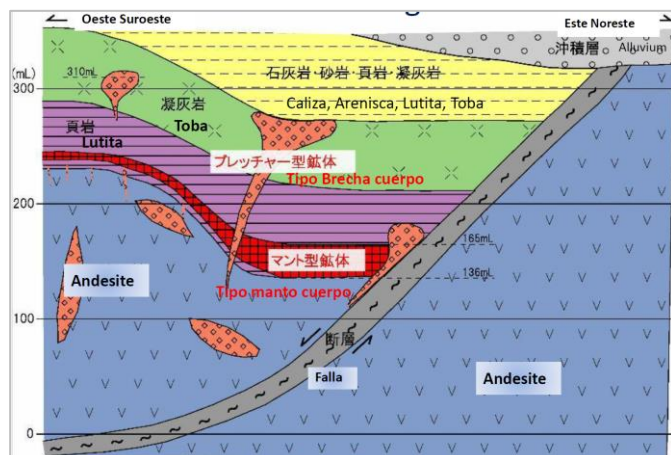 Oeste Suroeste
Este Noreste
沖積層 Alluvium
(mL)
310mL
石灰岩・砂岩・頁岩・凝灰岩
300
凝灰岩
Caliza, Arenisca, Lutita, Toba
頁岩
Toba
Lutita
ブレッチャー型鉱体
Tipo Brecha cuerpo
200
165mL
マント型鉱体
Andesite
136mL
Tipo manto cuerpo
100
断層
Falla
Andesite
0